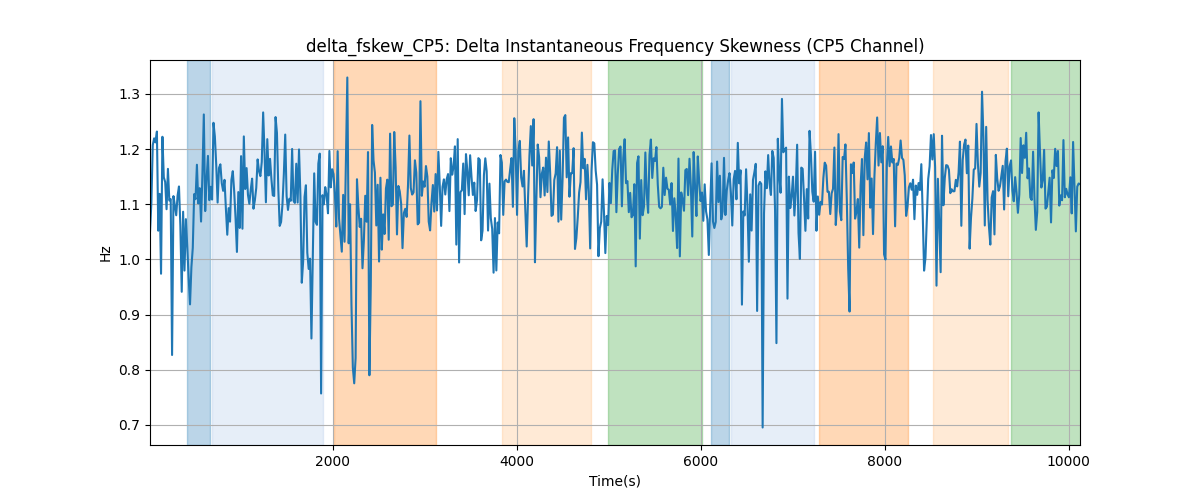 delta_fskew_CP5: Delta Instantaneous Frequency Skewness (CP5 Channel)
1.3
1.2
1.1
1.0
0.9
0.8
0.7
Hz
2000 4000 6000 8000 10000
Time(s)